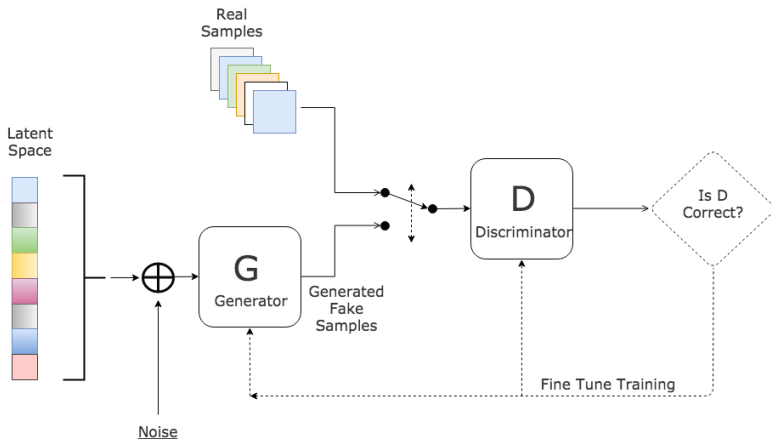 Real
Samples
Latent
Space
D
Discriminator
Is D
Correct?
G
Generator
Generated
Fake
Samples
Fine Tune Training
Noise